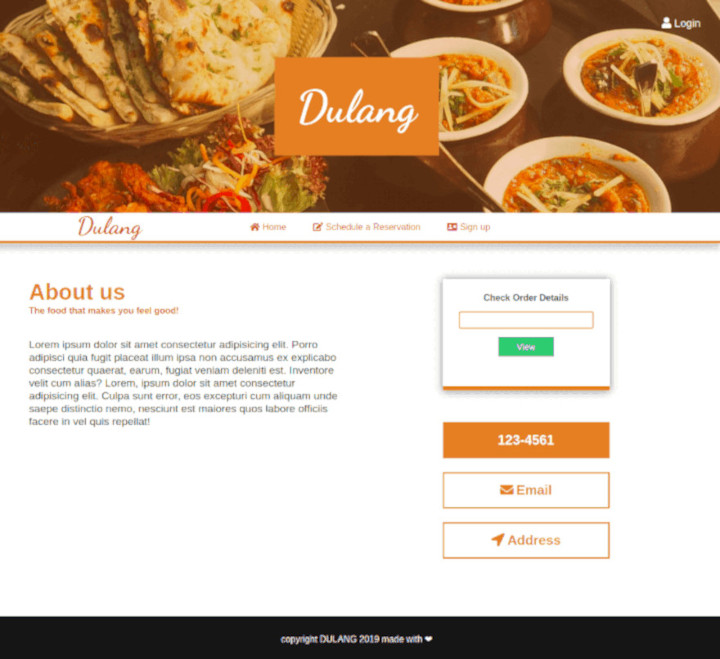 Login
Dulang
Dulang
Home
Schedule a Reservation
Sign up
About us
The food that makes you feel good!
Lorem ipsum dolor sit amet consectetur adipisicing elit. Porro
adipisci quia fugit placeat illum ipsa non accusamus ex explicabo
consectetur quaerat, earum, fugiat veniam deleniti est. Inventore
velit cum alias? Lorem, ipsum dolor sit amet consectetur
adipisicing elit. Culpa sunt error, eos excepturi cum aliquam unde
saepe distinctio nemo, nesciunt est maiores quos labore officiis
facere in vel quis repellat!
Check Order Details
View
123-4561
Email
Address
copyright DULANG 2019 made with ❤